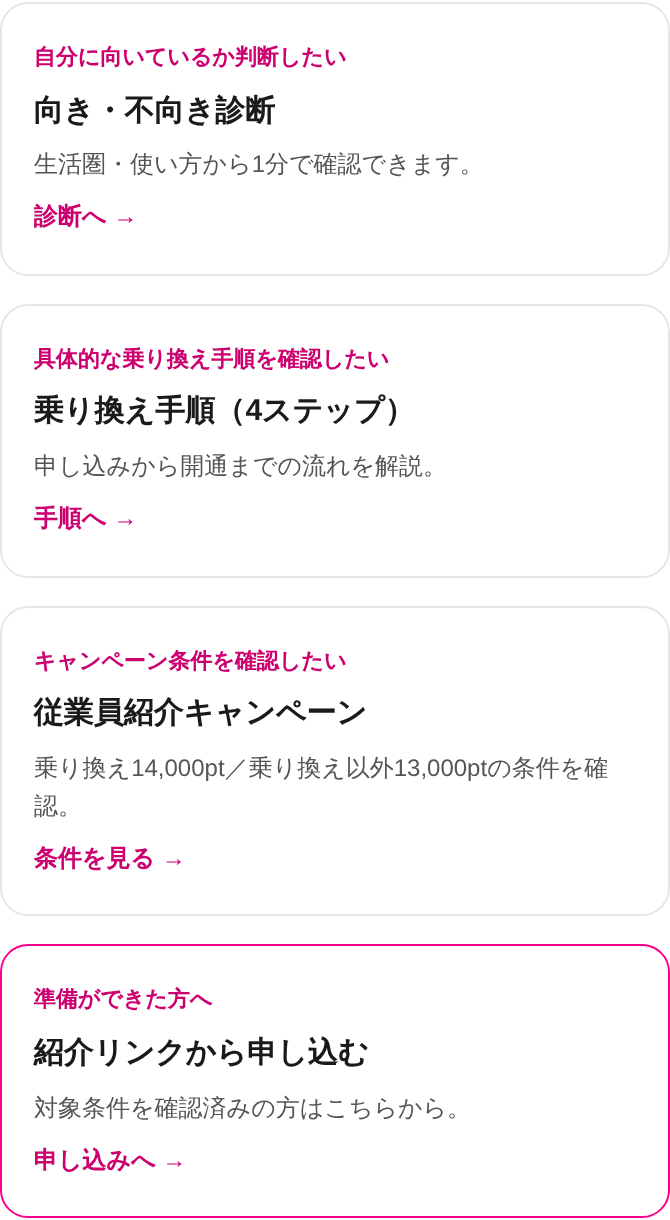 自分に向いているか判断したい
向き・不向き診断
生活圏・使い方から1分で確認できます。
診断へ →
具体的な乗り換え手順を確認したい
乗り換え手順（4ステップ）
申し込みから開通までの流れを解説。
手順へ →
キャンペーン条件を確認したい
従業員紹介キャンペーン
乗り換え14,000pt／乗り換え以外13,000ptの条件を確
認。
条件を見る →
準備ができた方へ
紹介リンクから申し込む
対象条件を確認済みの方はこちらから。
申し込みへ →